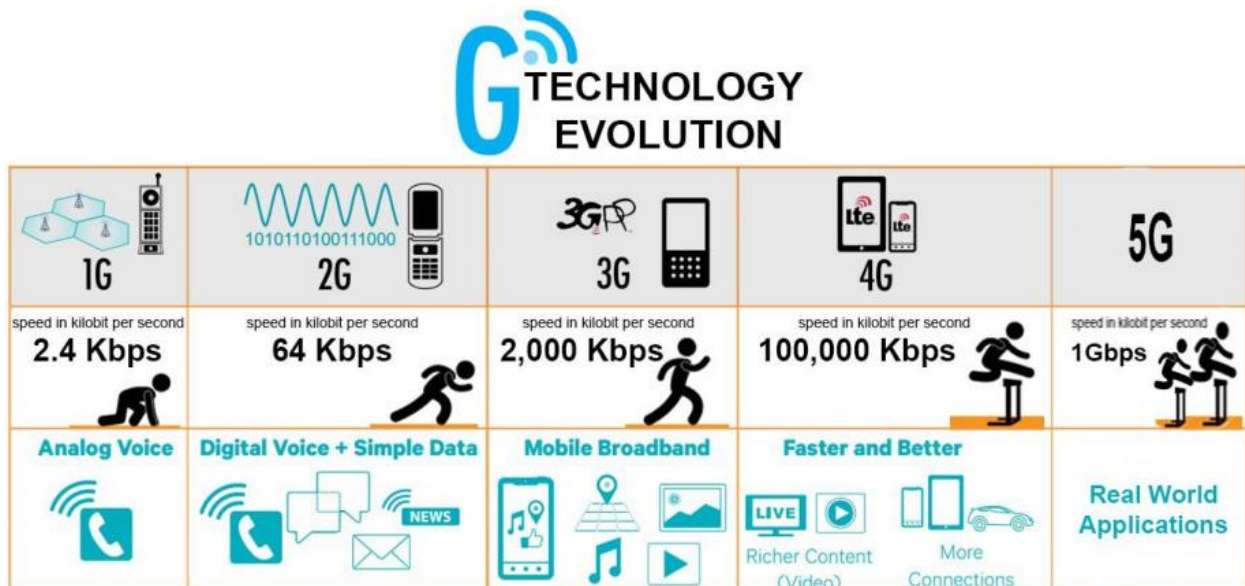 G TECHNOLOGY
EVOLUTION
1G
1010110100111000
2G
3GPP
3G
lte
lte
4G
5G
speed in kilobit per second
2.4 Kbps
speed in kilobit per second
64 Kbps
speed in kilobit per second
2,000 Kbps
speed in kilobit per second
100,000 Kbps
speed in kilobit per second
1Gbps
Analog Voice
Digital Voice + Simple Data
NEWS
Mobile Broadband
Faster and Better
LIVE
Richer Content
(Video)
More
Connections
Real World
Applications